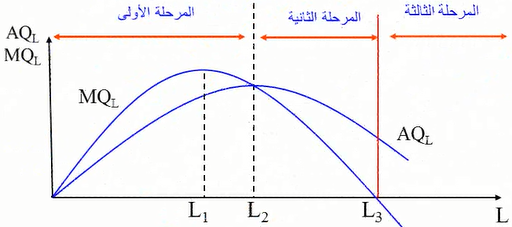 المرحلة الأولى
المرحلة الثانية
المرحلة الثالثة
AQL
MQL
MQL
AQL
L1
L2
L3
L